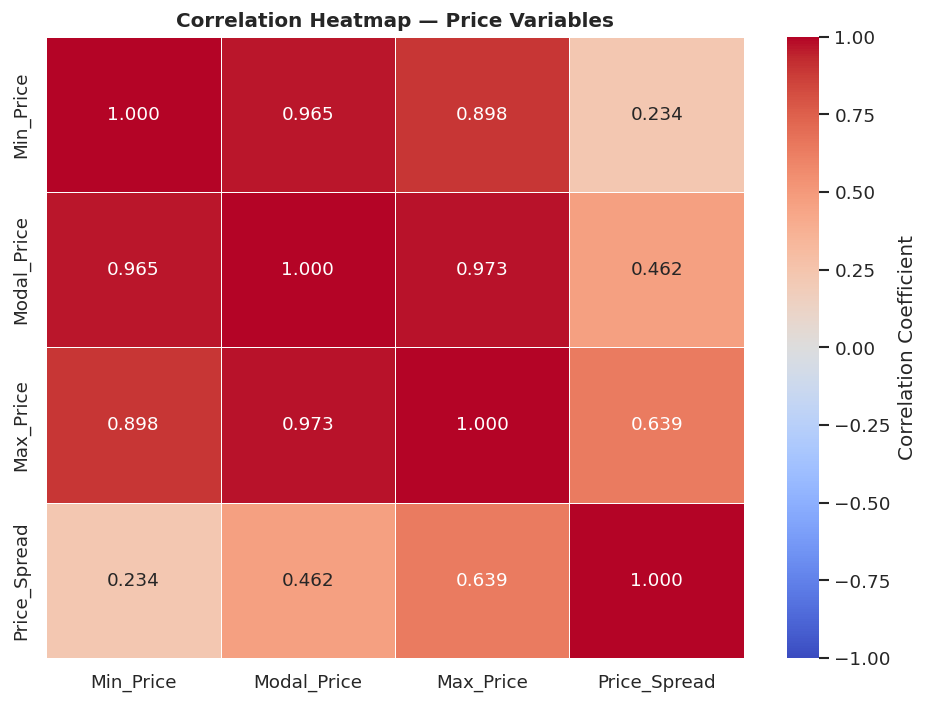 Correlation Heatmap — Price Variables
Min_Price
1.000 0.965 0.898 0.234
Modal_Price
0.965 1.000 0.973 0.462
Max_Price
0.898 0.973 1.000 0.639
Price_Spread
0.234 0.462 0.639 1.000
Min_Price Modal_Price Max_Price Price_Spread
1.00
0.75
0.50
0.25
0.00
−0.25
−0.50
−0.75
−1.00
Correlation Coefficient